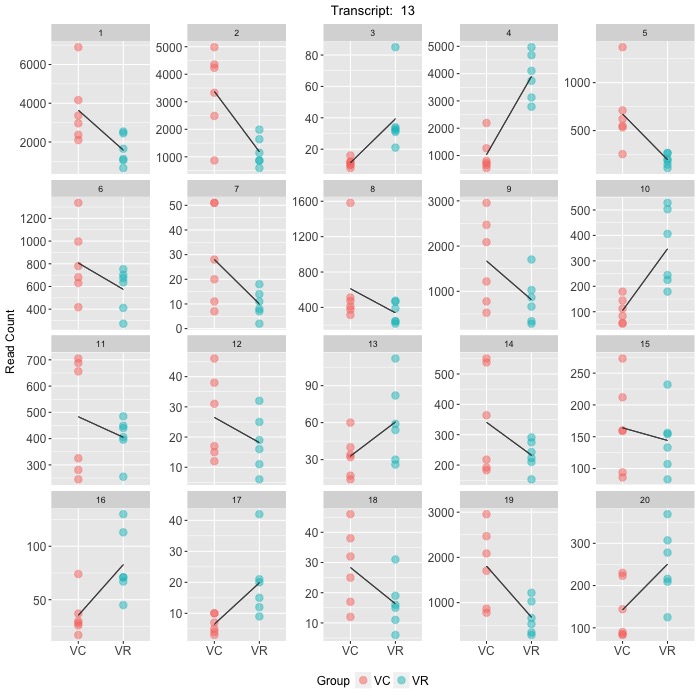 Transcript:  13
1 2 3 4 5
6000 4000 2000
5000 4000 3000 2000 1000
80 60 40 20
5000 4000 3000 2000 1000
1000 500
6 7 8 9 10
1200 1000 800 600 400
50 40 30 20 10 0
1600 1200 800 400
3000 2000 1000
500 400 300 200 100
Read Count
11 12 13 14 15
700 600 500 400 300
40 30 20 10
90 60 30
500 400 300 200
250 200 150 100
16 17 18 19 20
100 50
40 30 20 10
40 30 20 10
3000 2000 1000
300 200 100
VC VR VC VR VC VR VC VR VC VR
Group VC VR